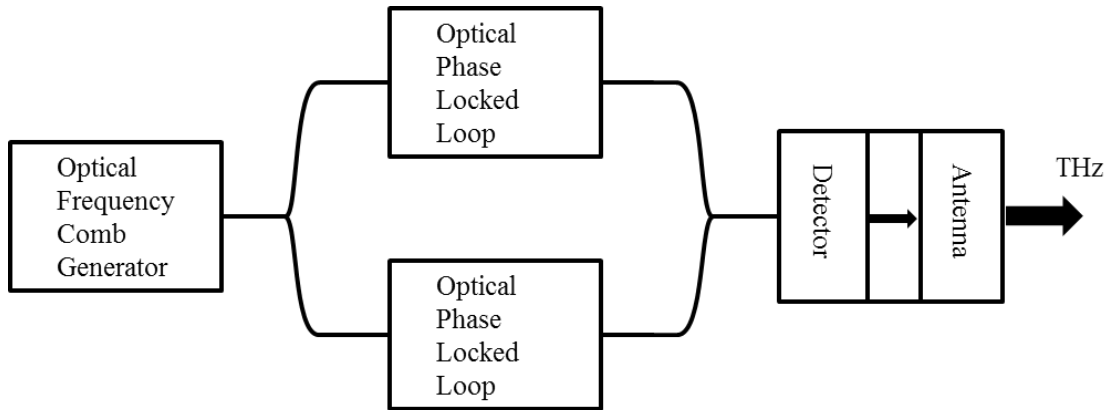 Optical
Frequency
Comb
Generator
Optical
Phase
Locked
Loop
Optical
Phase
Locked
Loop
Detector
Antenna
THz